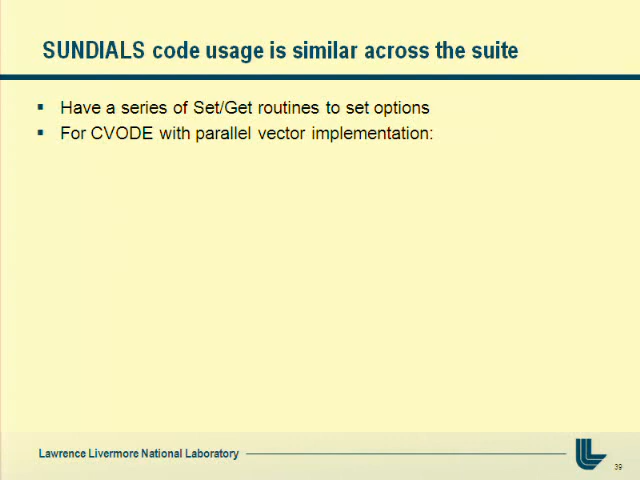 SUNDIALS code usage is similar across the suite
▪ Have a series of Set/Get routines to set options
▪ For CVODE with parallel vector implementation:
Lawrence Livermore National Laboratory
39